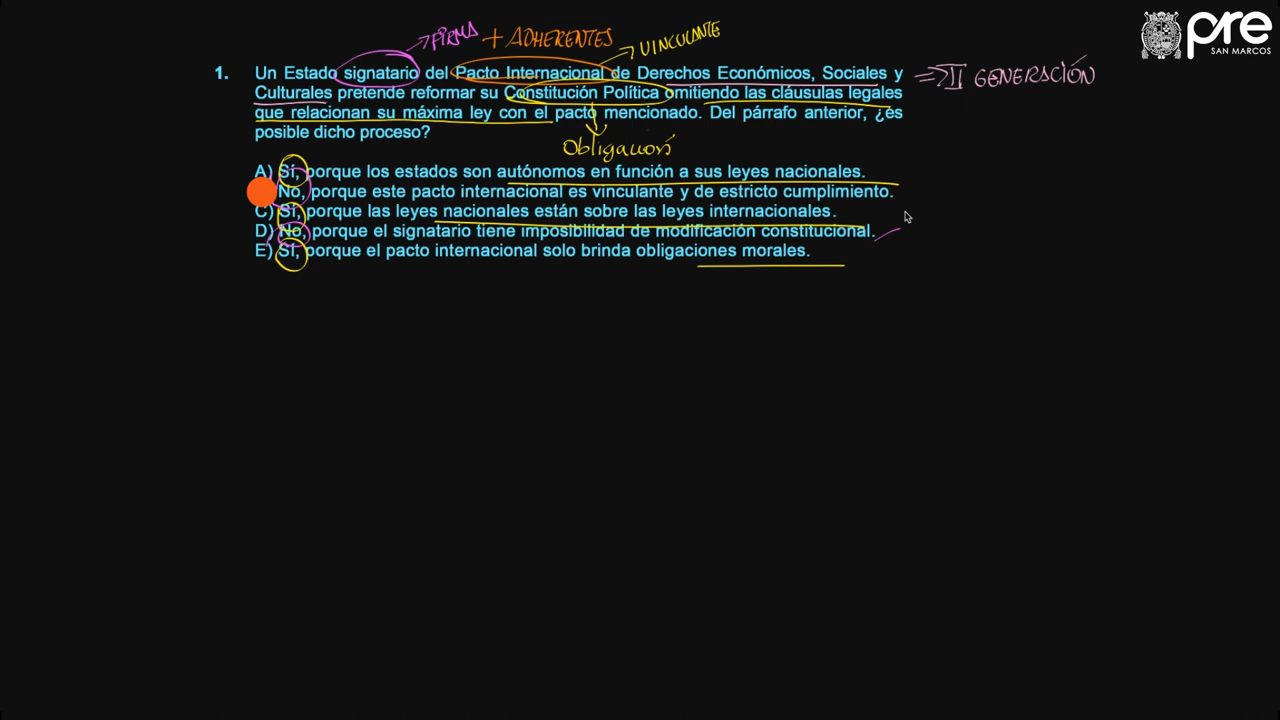 →FIRMA + ADHERENTES → VINCULANTE
pre
SAN MARCOS
1. Un Estado signatario del Pacto Internacional de Derechos Económicos, Sociales y ⇒ II GENERACIÓN
Culturales pretende reformar su Constitución Política omitiendo las cláusulas legales
que relacionan su máxima ley con el pacto mencionado. Del párrafo anterior, ¿es
posible dicho proceso?
Obligación
A) Sí, porque los estados son autónomos en función a sus leyes nacionales.
No, porque este pacto internacional es vinculante y de estricto cumplimiento.
C) Sí, porque las leyes nacionales están sobre las leyes internacionales.
D) No, porque el signatario tiene imposibilidad de modificación constitucional.
E) Sí, porque el pacto internacional solo brinda obligaciones morales.